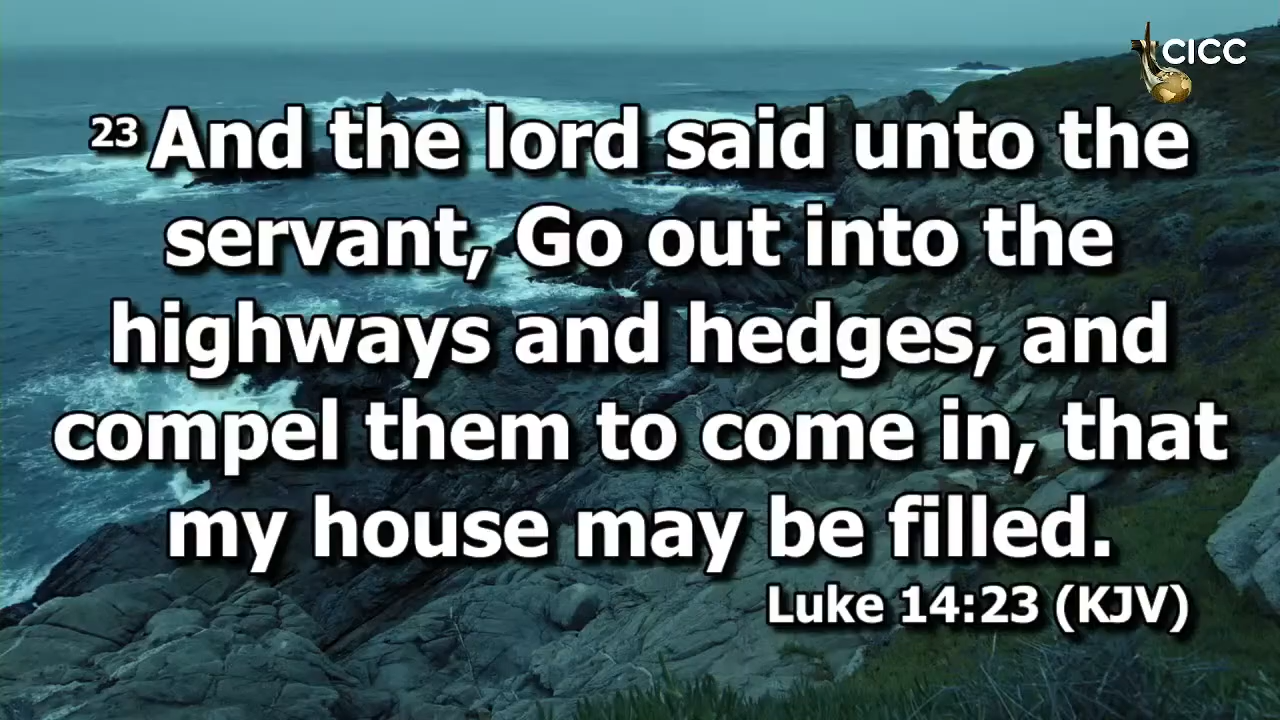 CICC
23 And the lord said unto the
servant, Go out into the
highways and hedges, and
compel them to come in, that
my house may be filled.
Luke 14:23 (KJV)